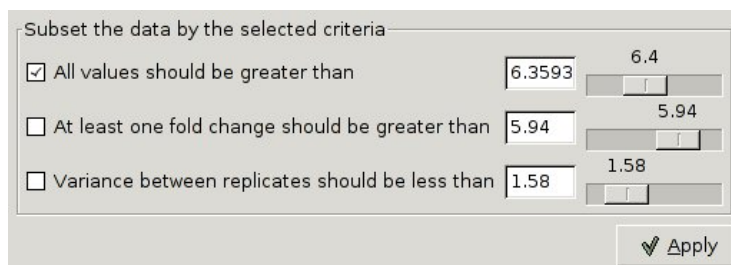 Subset the data by the selected criteria
6.4
All values should be greater than 6.3593
5.94
At least one fold change should be greater than 5.94
1.58
Variance between replicates should be less than 1.58
Apply